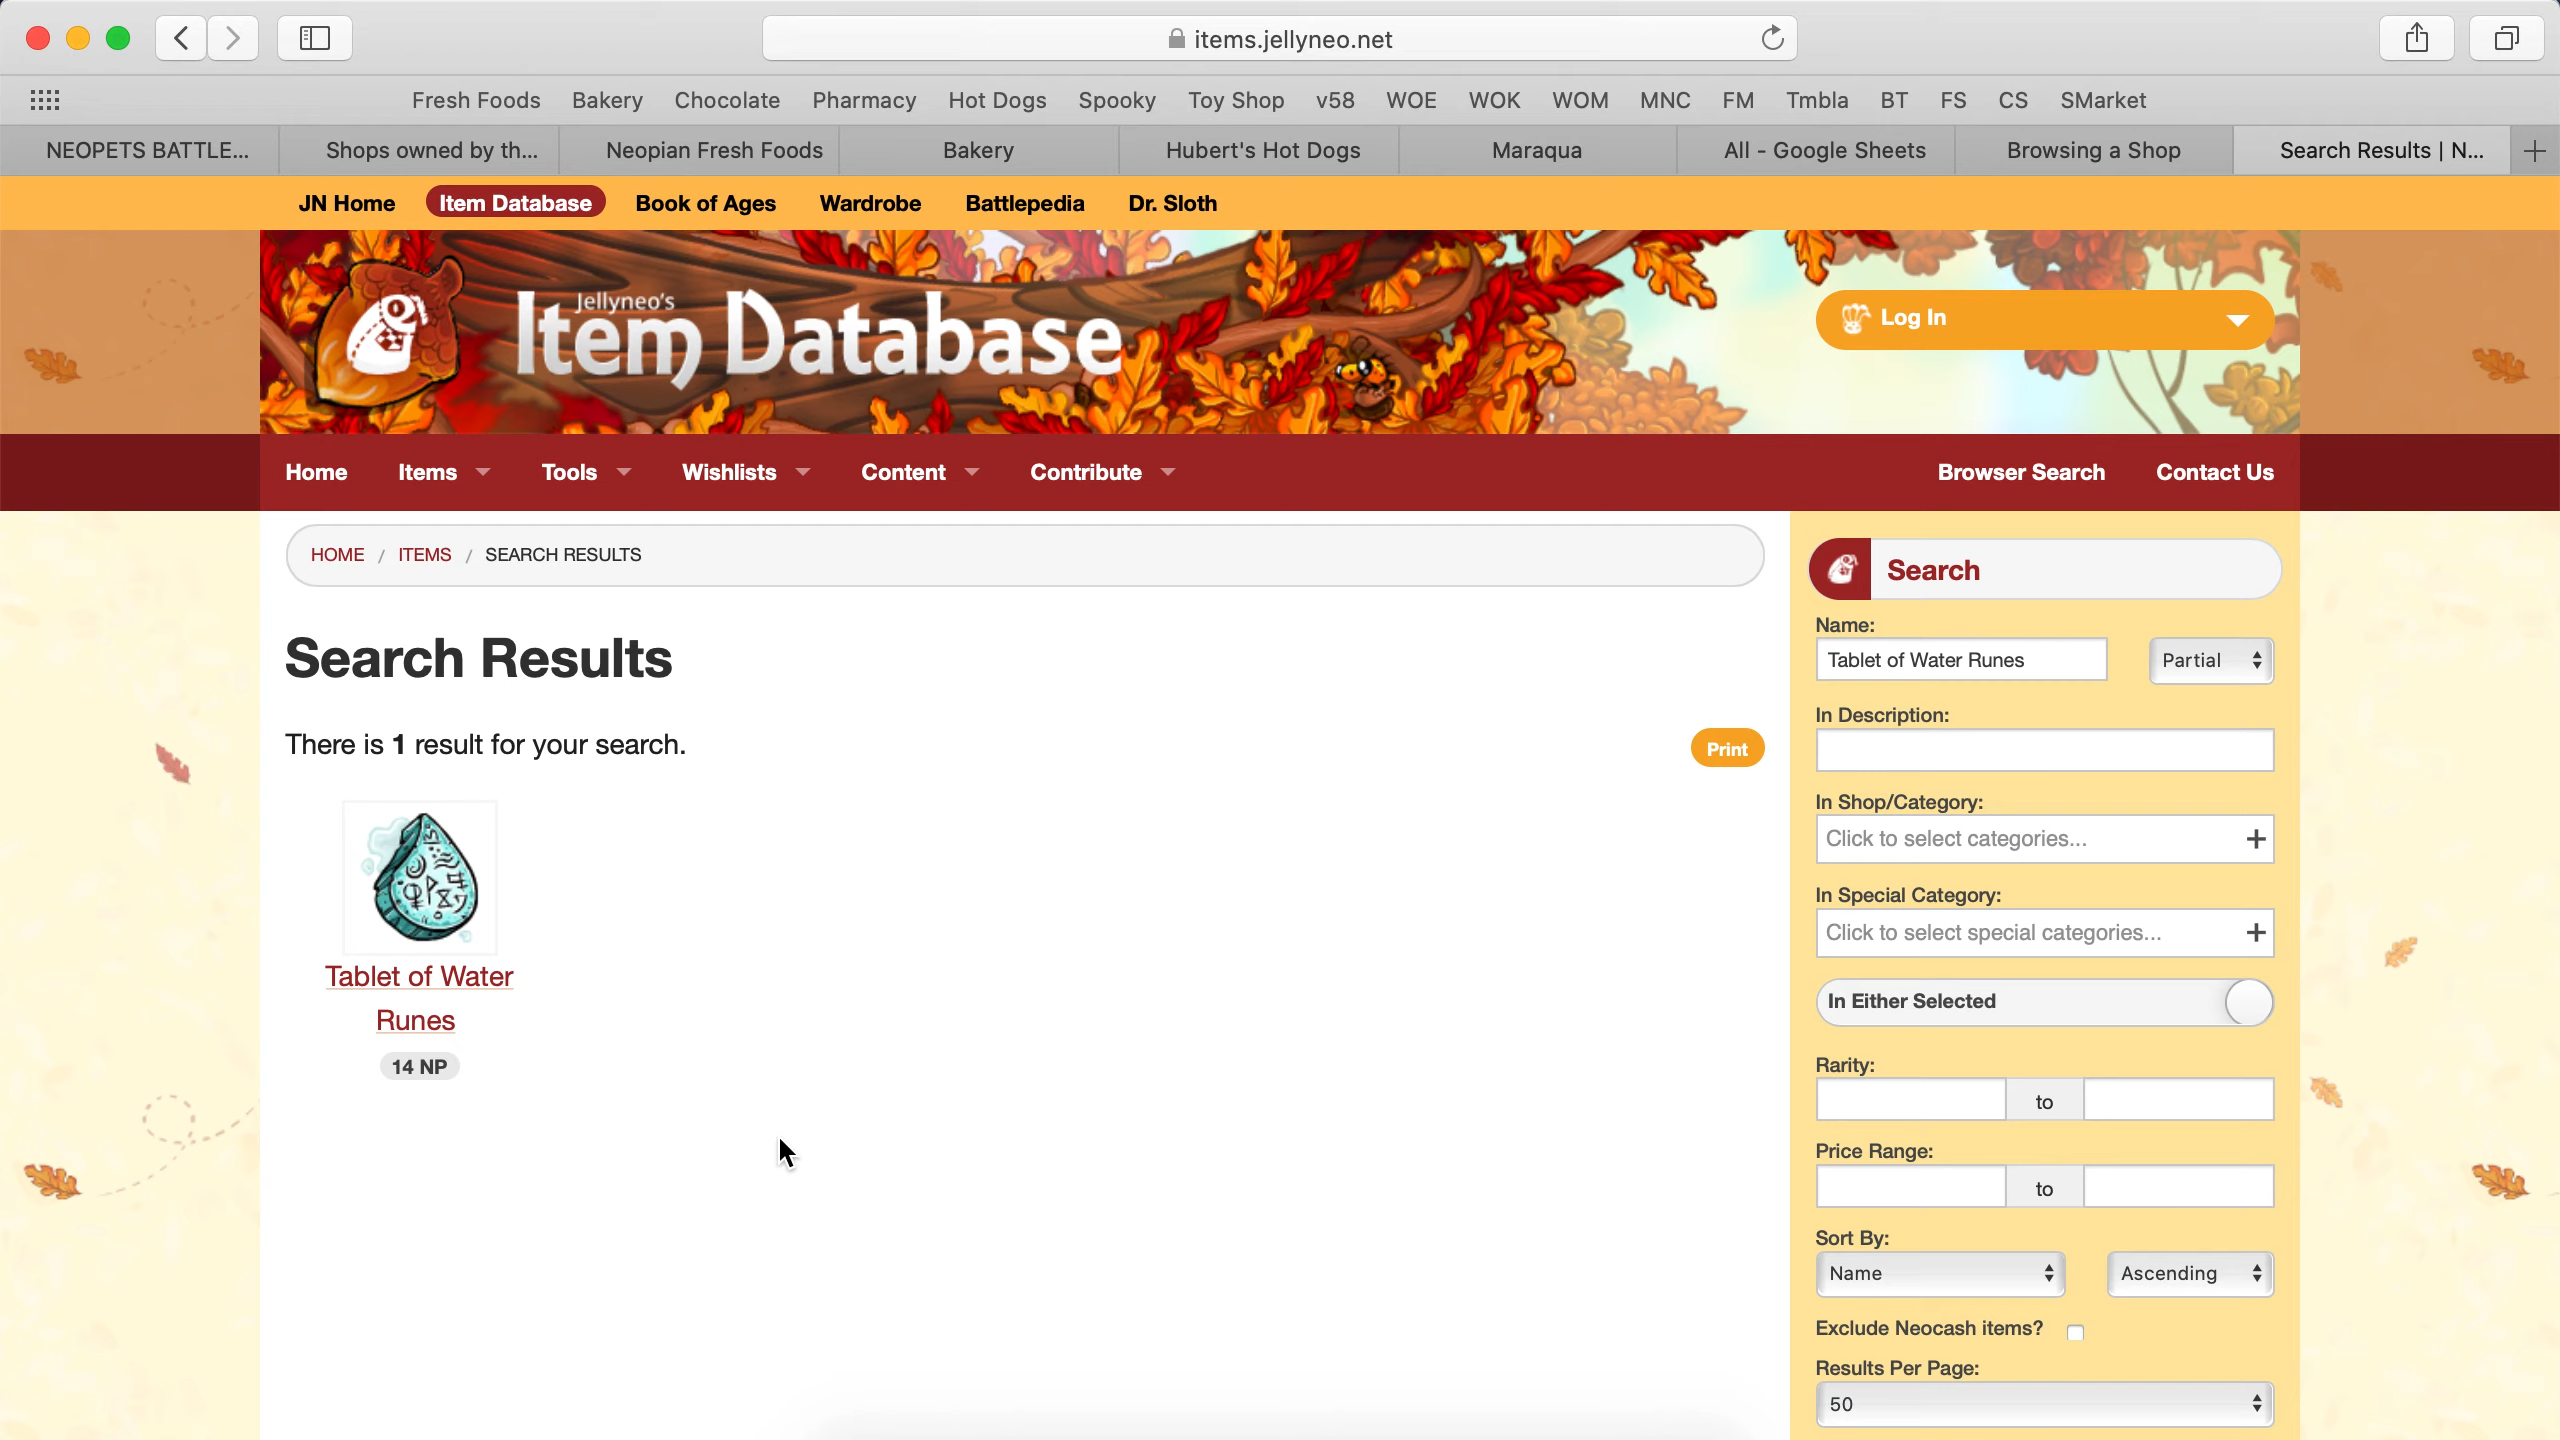 items.jellyneo.net
Fresh Foods Bakery Chocolate Pharmacy Hot Dogs Spooky Toy Shop v58 WOE WOK WOM MNC FM Tmbla BT FS CS SMarket
NEOPETS BATTLE... Shops owned by th... Neopian Fresh Foods Bakery Hubert's Hot Dogs Maraqua All - Google Sheets Browsing a Shop Search Results | N...
JN Home Item Database Book of Ages Wardrobe Battlepedia Dr. Sloth
Jellyneo's
Item Database
Log In
Home Items Tools Wishlists Content Contribute Browser Search Contact Us
HOME / ITEMS / SEARCH RESULTS
Search Results
There is 1 result for your search.
Print
Tablet of Water
Runes
14 NP
Search
Name:
Tablet of Water Runes Partial
In Description:
In Shop/Category:
Click to select categories... +
In Special Category:
Click to select special categories... +
In Either Selected
Rarity:
to
Price Range:
to
Sort By:
Name Ascending
Exclude Neocash items?
Results Per Page:
50